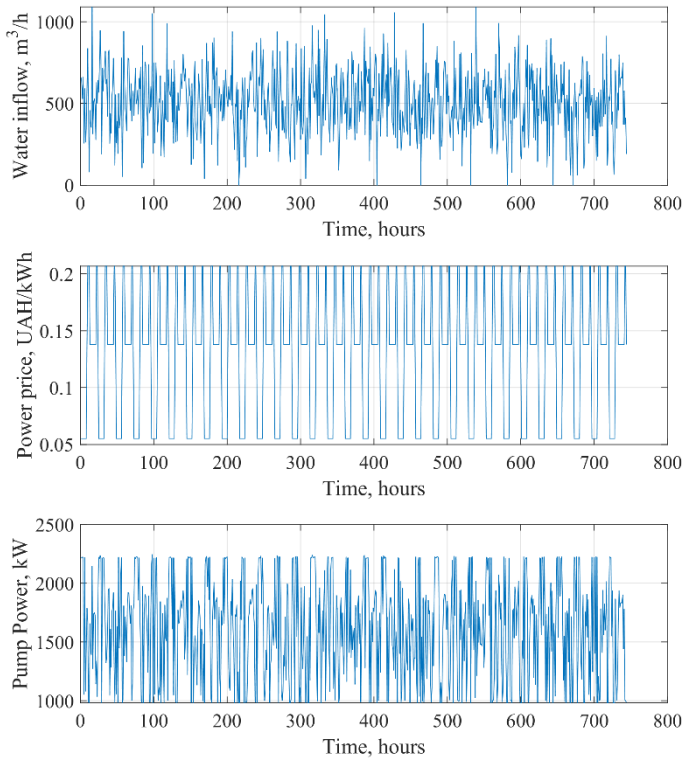 1000
500
0
Water inflow, m³/h
0 100 200 300 400 500 600 700 800
Time, hours
0.2
0.15
0.1
0.05
Power price, UAH/kWh
0 100 200 300 400 500 600 700 800
Time, hours
2500
2000
1500
1000
Pump Power, kW
0 100 200 300 400 500 600 700 800
Time, hours